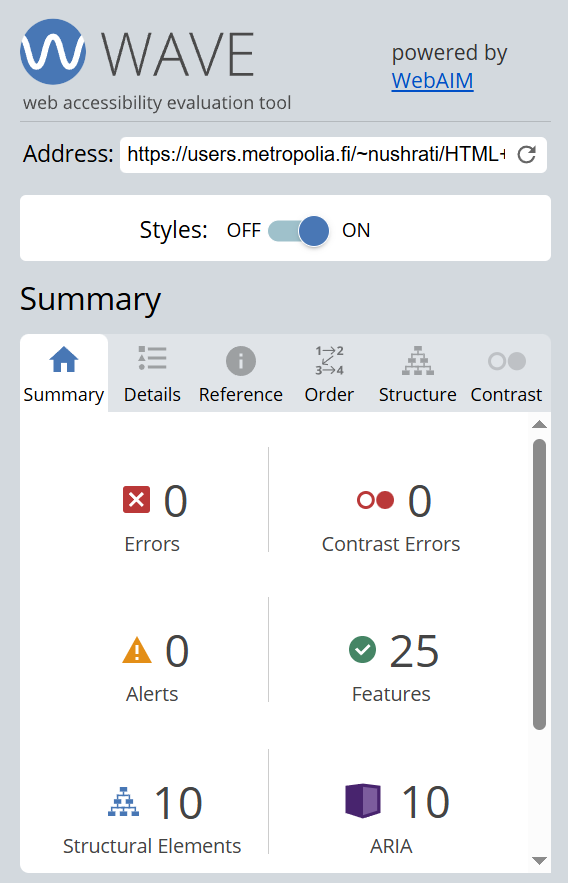 WAVE
powered by
WebAIM
web accessibility evaluation tool
Address: https://users.metropolia.fi/~nushrati/HTML+
Styles: OFF ON
Summary
1 2
3 4
Summary Details Reference Order Structure Contrast
0 0
Errors Contrast Errors
0 25
Alerts Features
10 10
Structural Elements ARIA